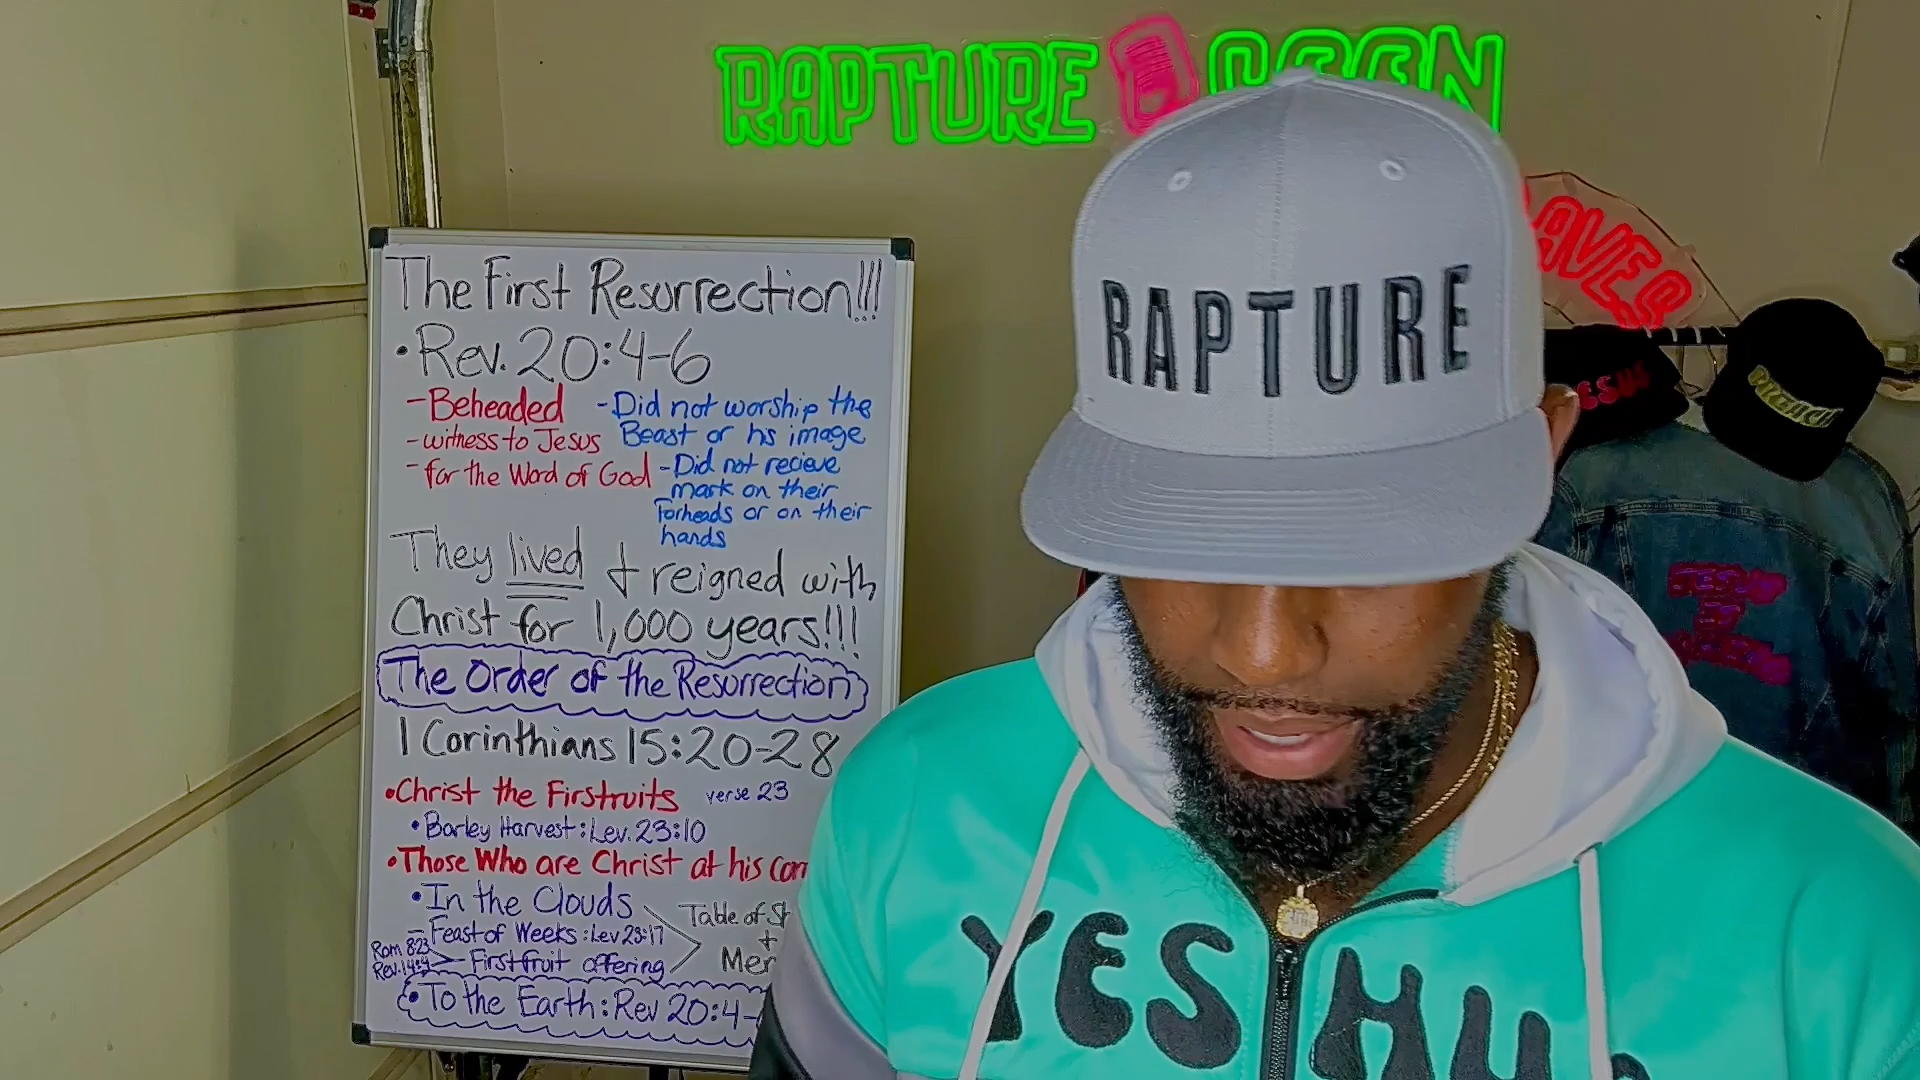 RAPTURE
AVES
RAPTURE
YESHU
The First Resurrection!!!
• Rev. 20:4-6
- Beheaded
- witness to Jesus
- for the Word of God
- Did not worship the
Beast or his image
- Did not recieve
mark on their
Forheads or on their
hands
They lived + reigned with
Christ for 1,000 years!!!
The Order of the Resurrection
1 Corinthians 15:20-28
• Christ the Firstruits verse 23
• Barley Harvest: Lev. 23:10
• Those Who are Christ at his com
• In the Clouds
- Feast of Weeks: Lev 23:17
Rom 8:23
Rev. 14:4
- Firstfruit offering
Table of
+
• To the Earth: Rev 20:4-